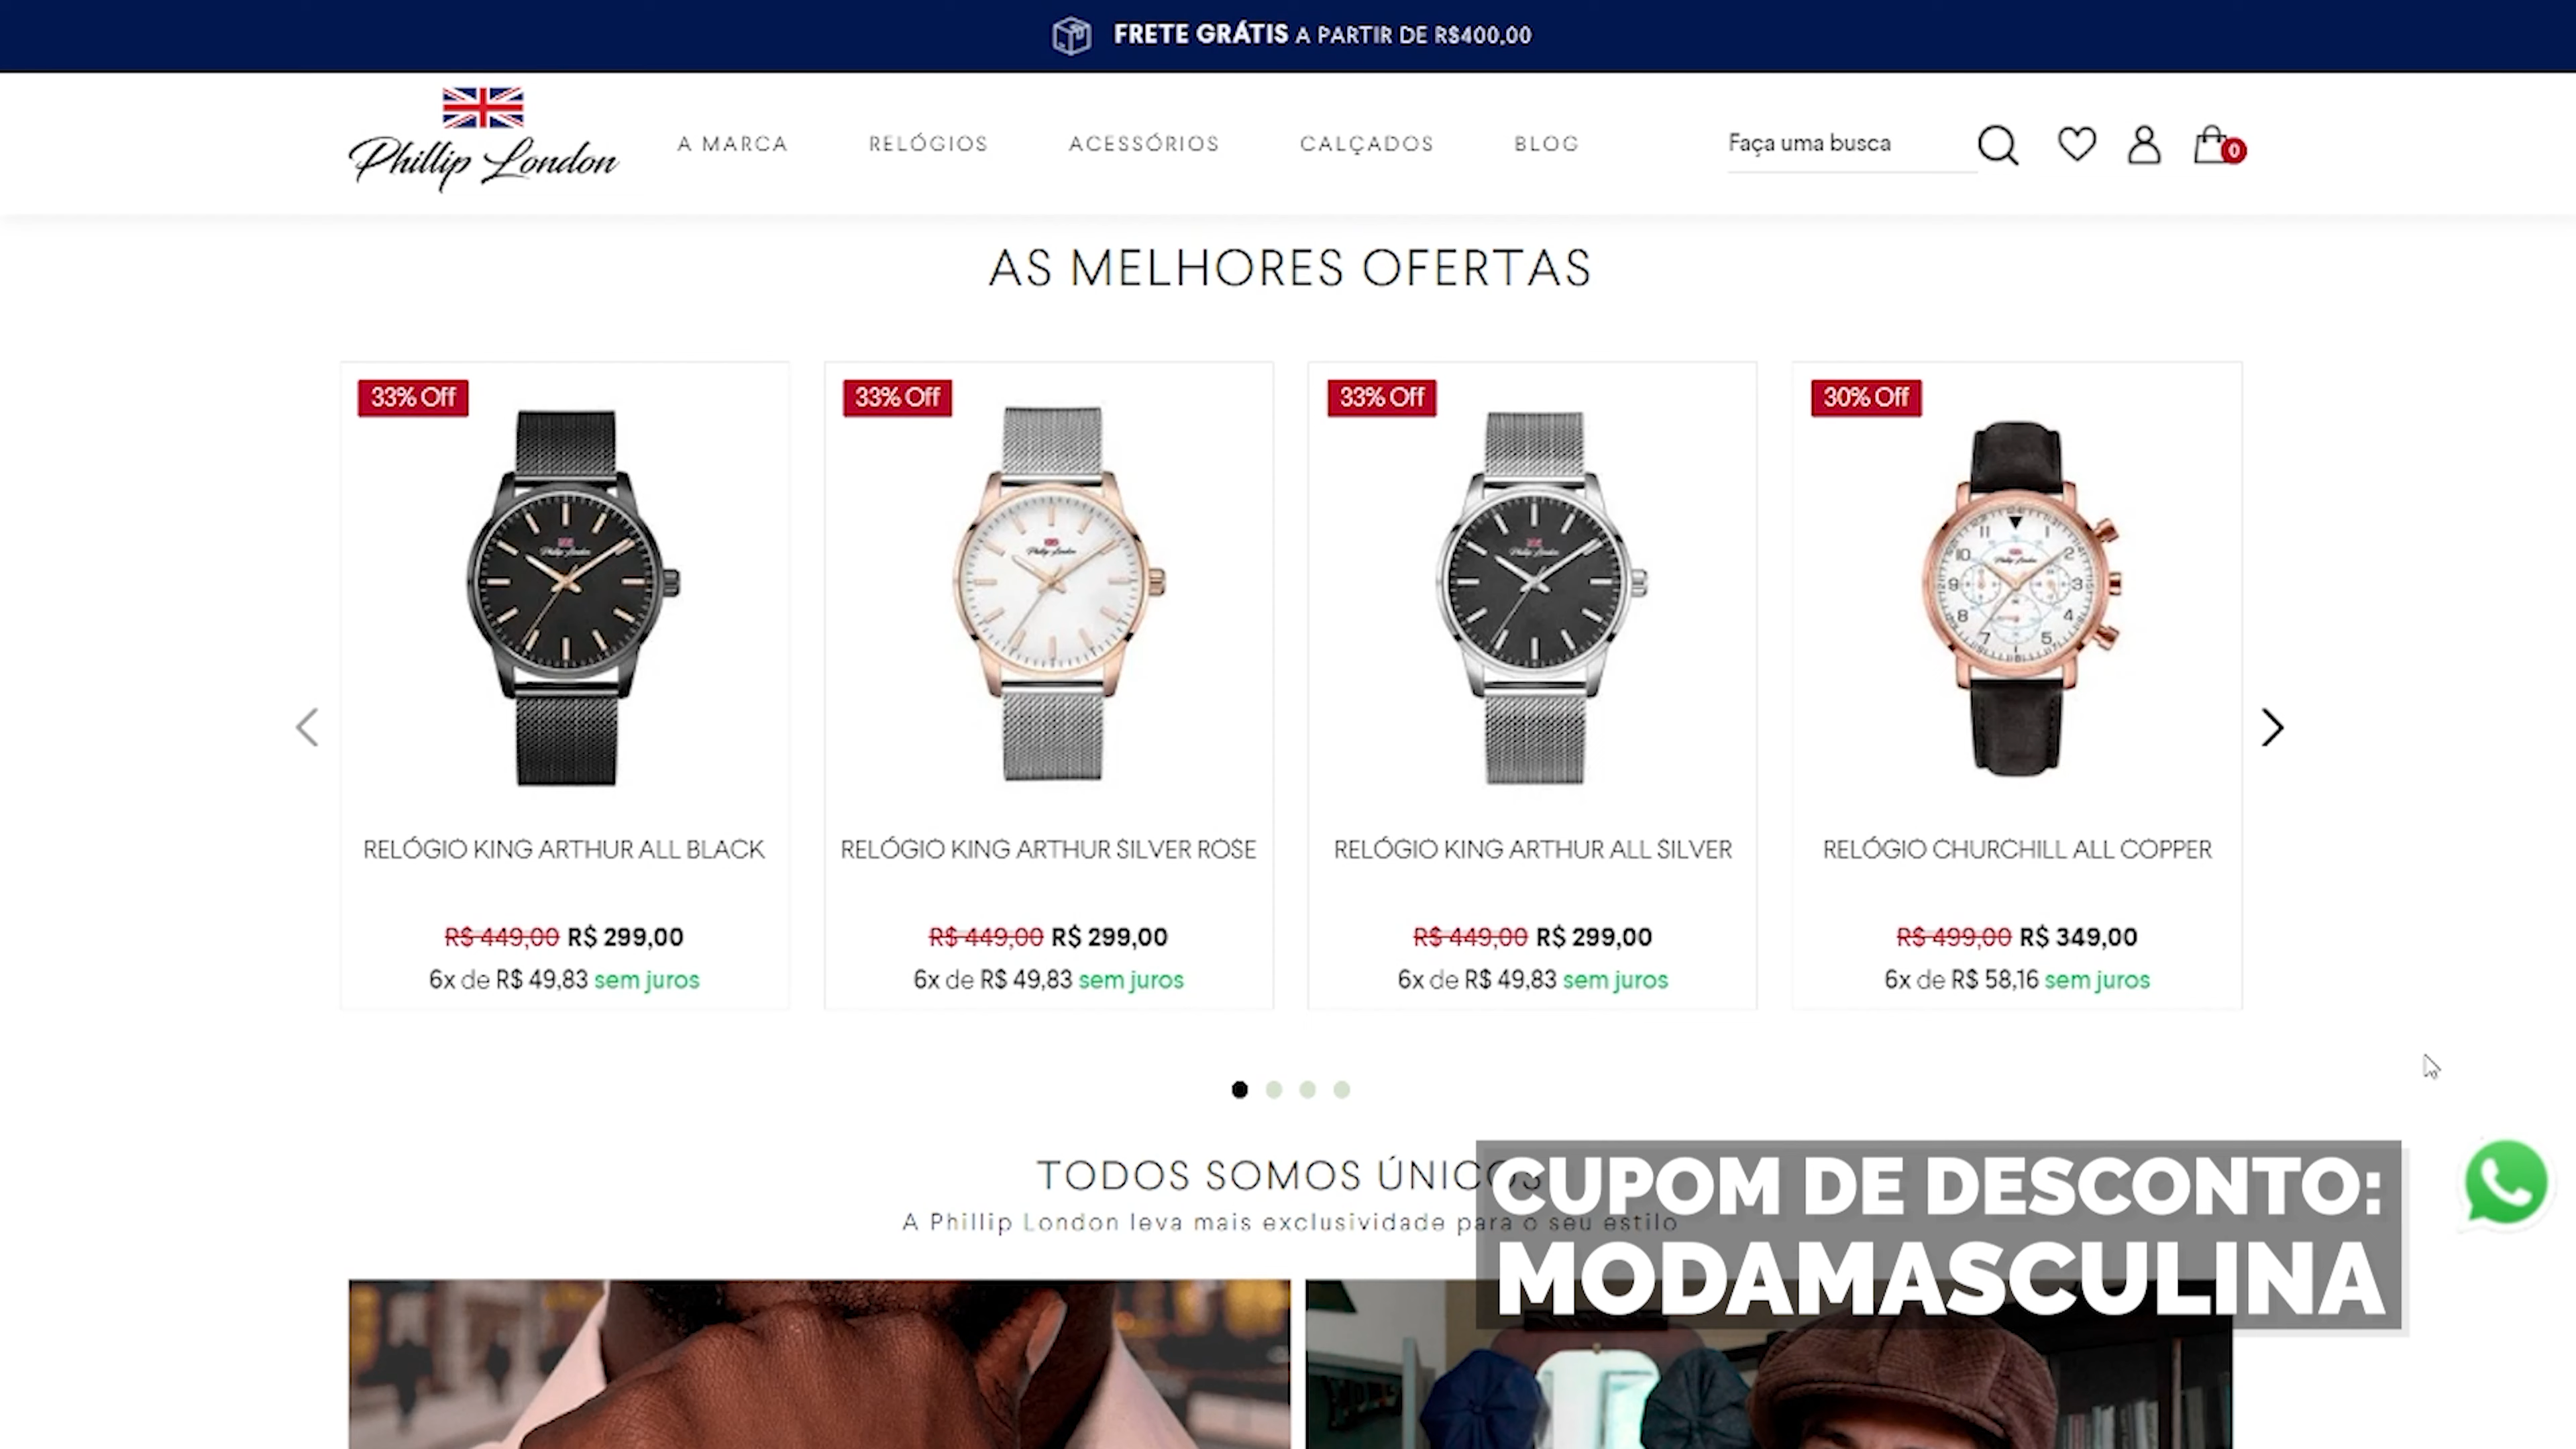 FRETE GRÁTIS A PARTIR DE R$400,00
Phillip London
A MARCA
RELÓGIOS
ACESSÓRIOS
CALÇADOS
BLOG
Faça uma busca
0
AS MELHORES OFERTAS
33% Off
33% Off
33% Off
30% Off
RELÓGIO KING ARTHUR ALL BLACK
RELÓGIO KING ARTHUR SILVER ROSE
RELÓGIO KING ARTHUR ALL SILVER
RELÓGIO CHURCHILL ALL COPPER
R$ 449,00 R$ 299,00
R$ 449,00 R$ 299,00
R$ 449,00 R$ 299,00
R$ 499,00 R$ 349,00
6x de R$ 49,83 sem juros
6x de R$ 49,83 sem juros
6x de R$ 49,83 sem juros
6x de R$ 58,16 sem juros
TODOS SOMOS ÚNICOS
A Phillip London leva mais exclusividade para o seu estilo
CUPOM DE DESCONTO:
MODAMASCULINA